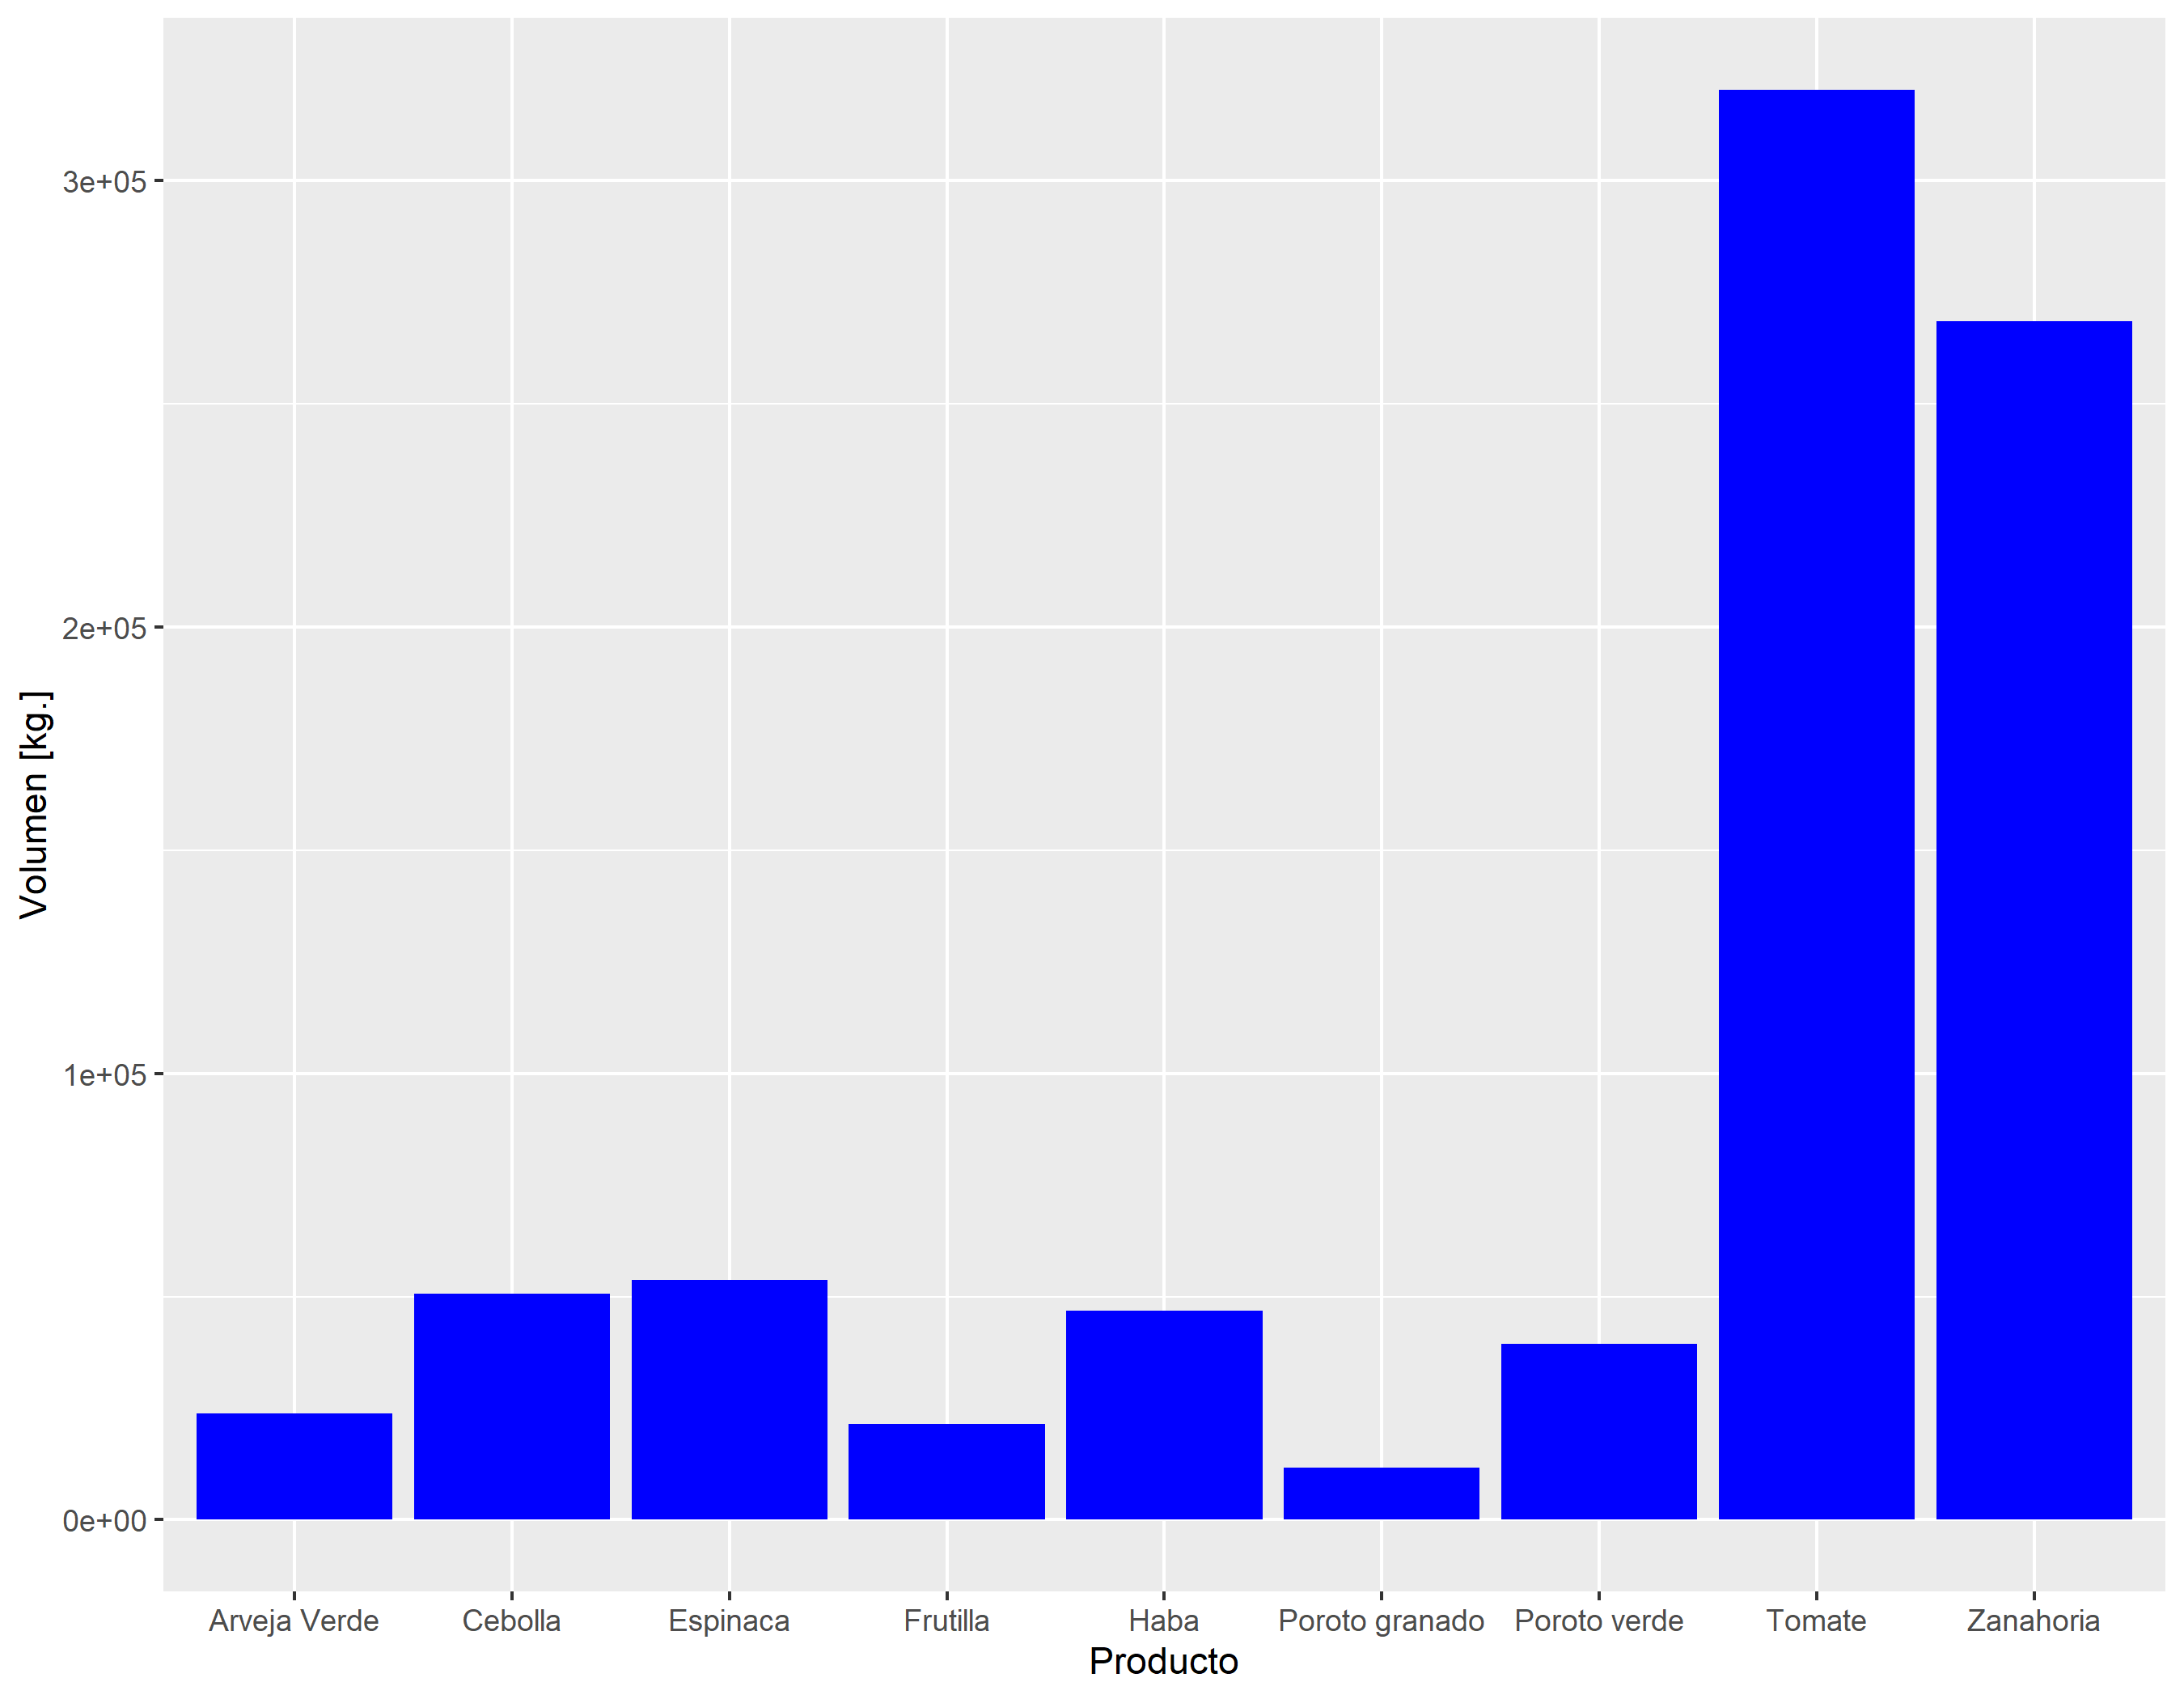 Volumen [kg.]
3e+05
2e+05
1e+05
0e+00
Arveja Verde Cebolla Espinaca Frutilla Haba Poroto granado Poroto verde Tomate Zanahoria
Producto